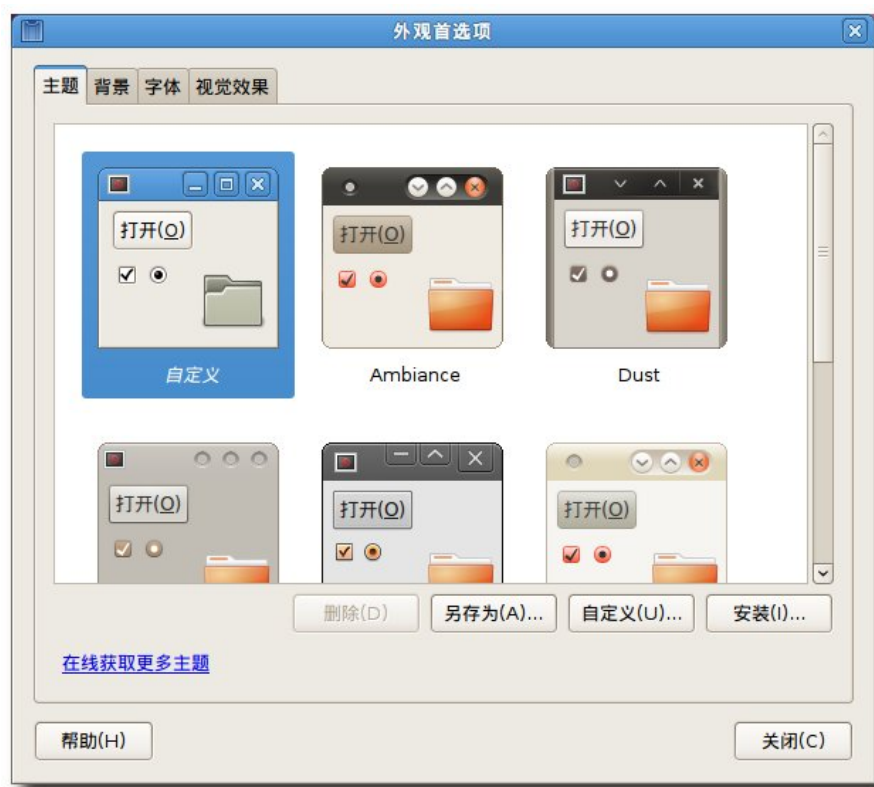 外观首选项
主题 背景 字体 视觉效果
打开(O) 打开(O) 打开(O)
自定义 Ambiance Dust
打开(O) 打开(O) 打开(O)
删除(D) 另存为(A)... 自定义(U)... 安装(I)...
在线获取更多主题
帮助(H) 关闭(C)